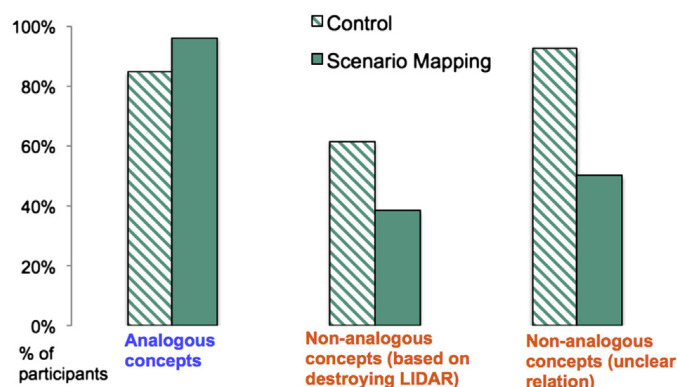 100%
80%
60%
40%
20%
0%
% of
participants
Control
Scenario Mapping
Analogous
concepts
Non-analogous
concepts (based on
destroying LIDAR)
Non-analogous
concepts (unclear
relation)